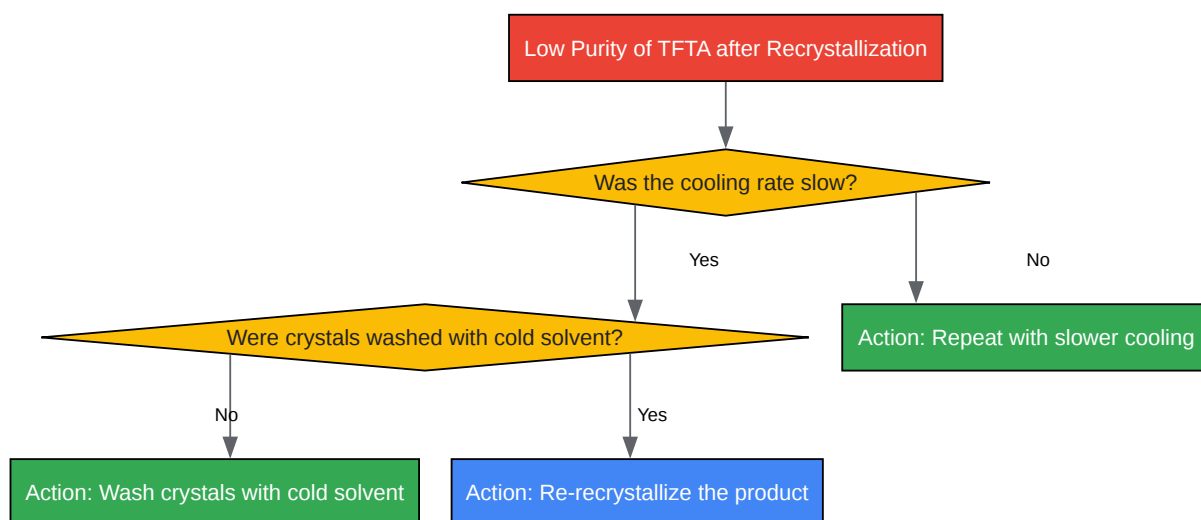 Low Purity of TFTA after Recrystallization
Was the cooling rate slow?
Yes
No
Were crystals washed with cold solvent?
Action: Repeat with slower cooling
No
Yes
Action: Wash crystals with cold solvent
Action: Re-recrystallize the product